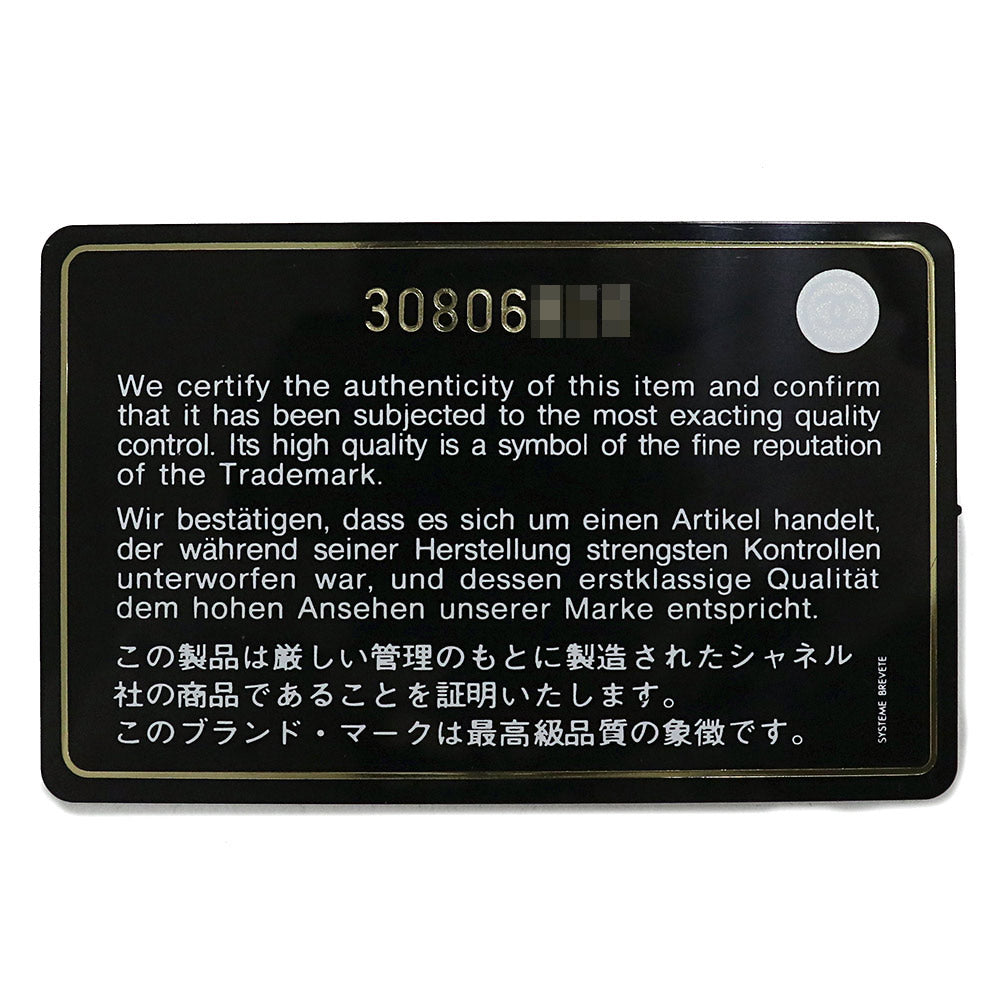 30806
We certify the authenticity of this item and confirm
that it has been subjected to the most exacting quality
control. Its high quality is a symbol of the fine reputation
of the Trademark.
Wir bestätigen, dass es sich um einen Artikel handelt,
der während seiner Herstellung strengsten Kontrollen
unterworfen war, und dessen erstklassige Qualität
dem hohen Ansehen unserer Marke entspricht.
この製品は厳しい管理のもとに製造されたシャネル
社の商品であることを証明いたします。
このブランド・マークは最高級品質の象徴です。
SYSTEME BREVETE